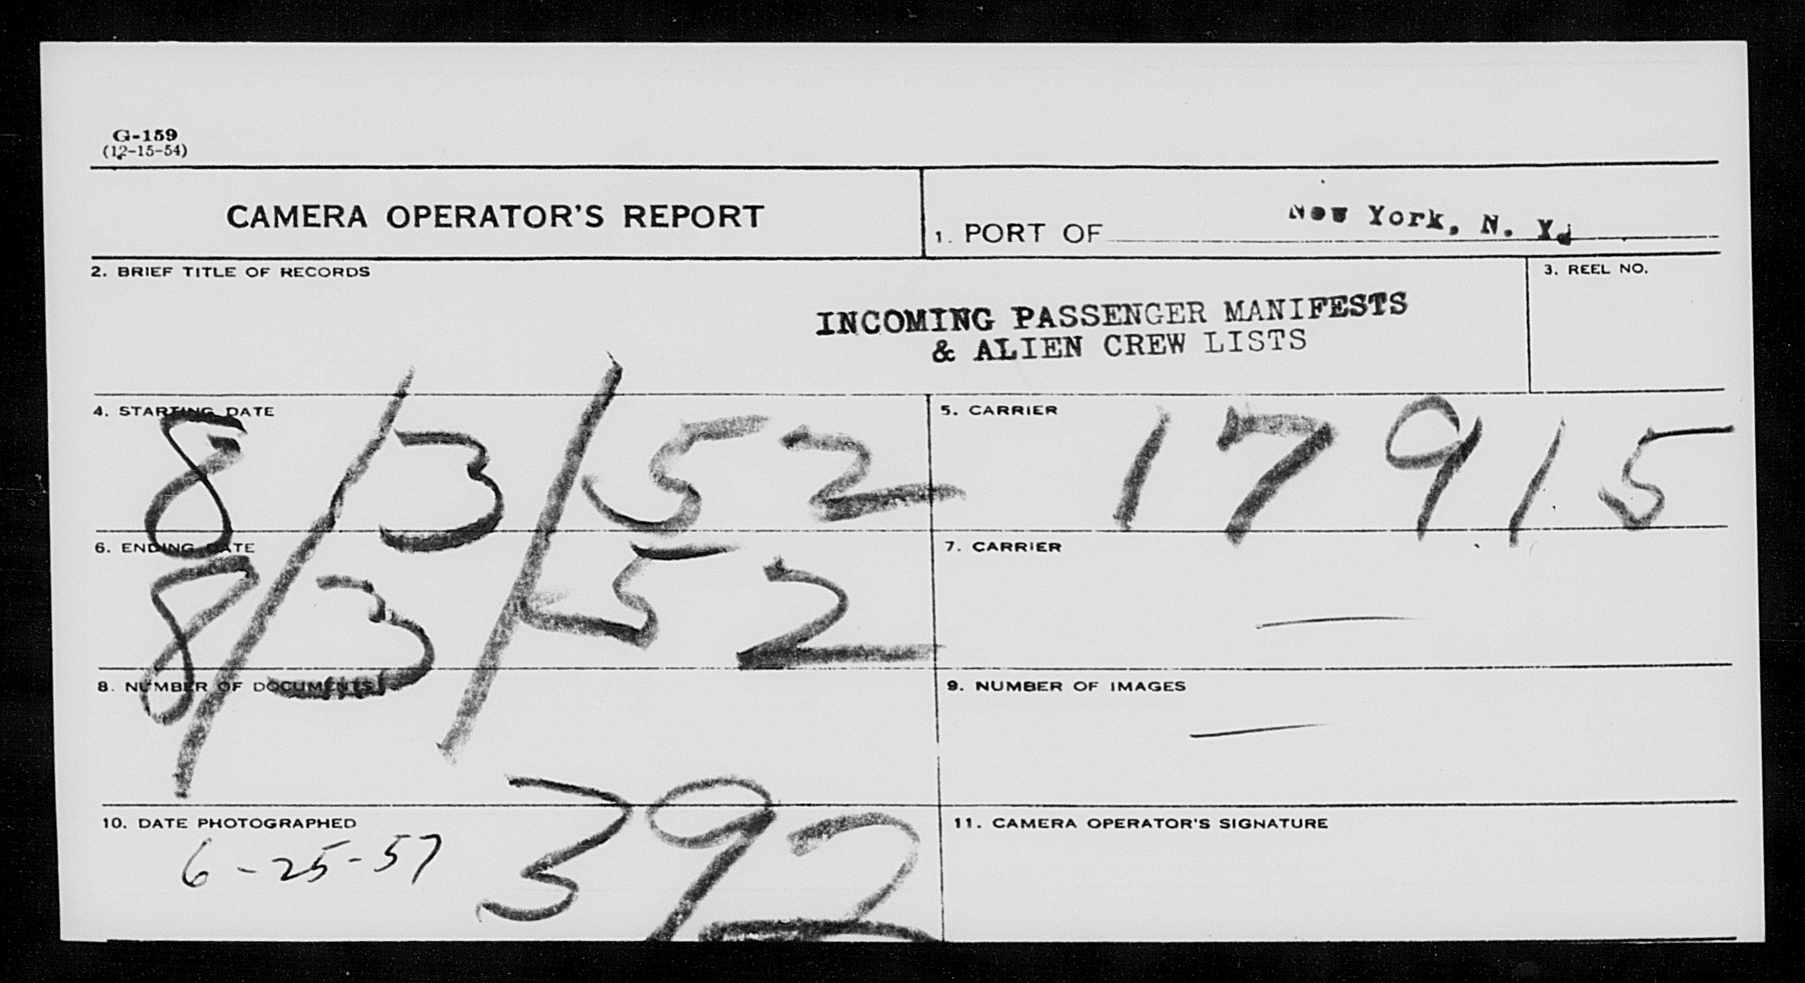 G-159
(12-15-54)
CAMERA OPERATOR'S REPORT
1. PORT OF New York, N. Y.
2. BRIEF TITLE OF RECORDS
INCOMING PASSENGER MANIFESTS
& ALIEN CREW LISTS
3. REEL NO.
4. STARTING DATE
8/3/52
5. CARRIER
17915
6. ENDING DATE
8/3/52
7. CARRIER
—
8. NUMBER OF DOCUMENTS
9. NUMBER OF IMAGES
—
10. DATE PHOTOGRAPHED
6-25-57
392
11. CAMERA OPERATOR'S SIGNATURE